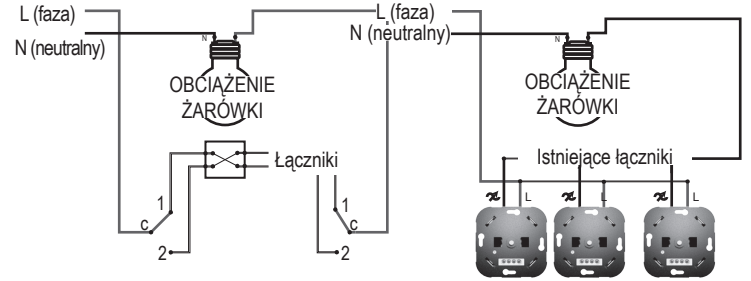 L (faza)
N (neutralny)
N
OBCIĄŻENIE
ŻARÓWKI
Łączniki
1
c
2
1
c
2
L (faza)
N (neutralny)
N
OBCIĄŻENIE
ŻARÓWKI
Istniejące łączniki
L
L
L